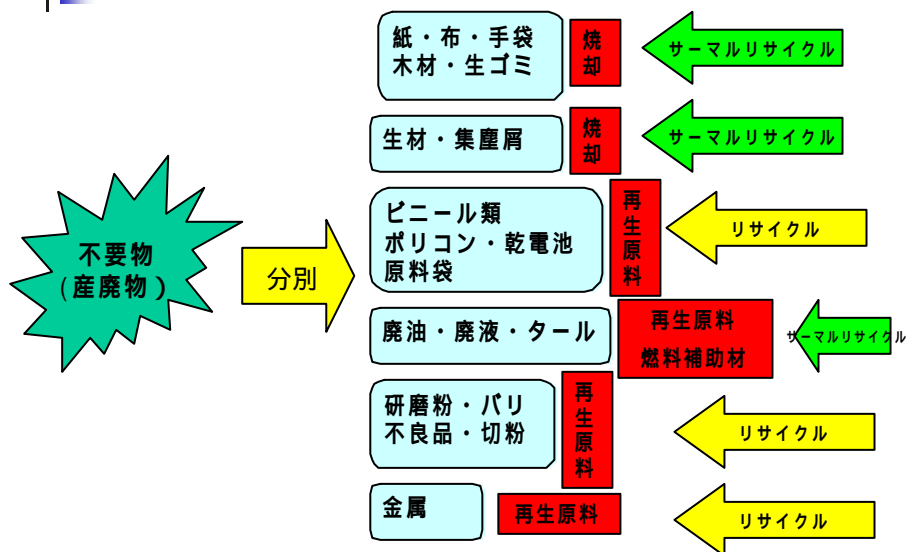 不要物
(産廃物)
分別
紙・布・手袋
木材・生ゴミ
焼却
サーマルリサイクル
生材・集塵屑
焼却
サーマルリサイクル
ビニール類
ポリコン・乾電池
原料袋
再生原料
リサイクル
廃油・廃液・タール
再生原料
燃料補助材
サーマルリサイクル
研磨粉・バリ
不良品・切粉
再生原料
リサイクル
金属
再生原料
リサイクル